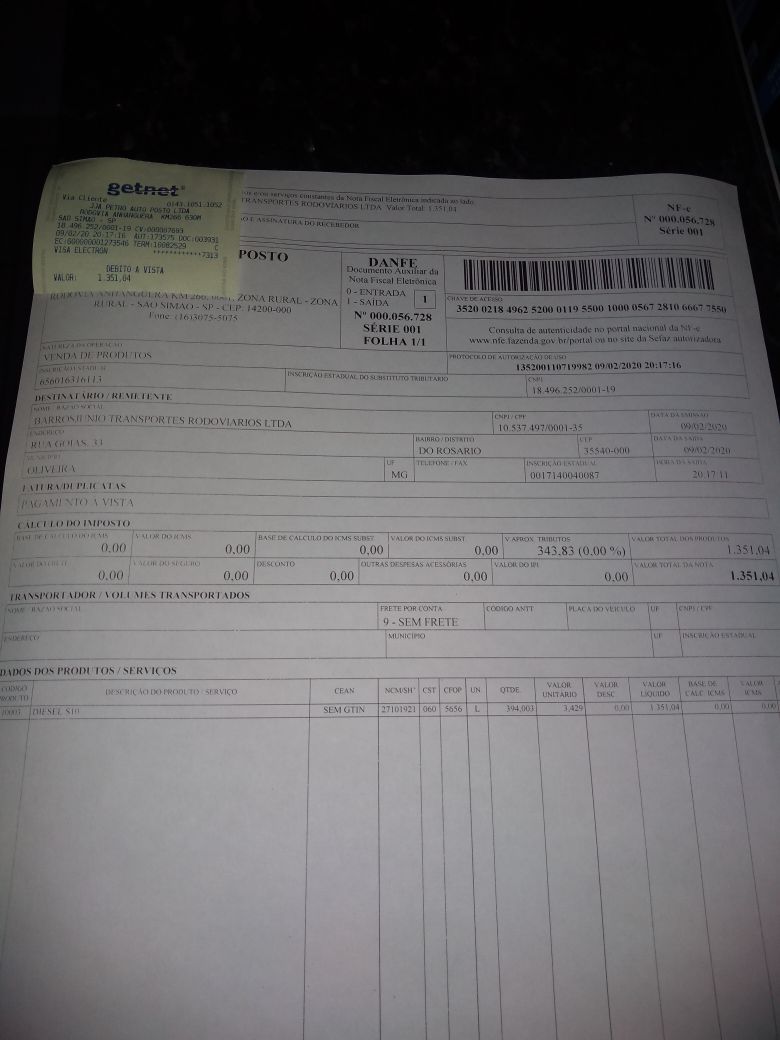 getnet
Via Cliente 0143.1051.1052
JJA PETRO AUTO POSTO LTDA
RODOVIA ANHANGUERA KM266 630M
SAO SIMAO - SP
18.496.252/0001-19 CV:000007693
09/02/20 20:17:16 AUT:173575 DOC:003931
EC:600600001273546 TERM:10082529 C
VISA ELECTRON ************7313
DEBITO A VISTA
VALOR: 1.351,04
e/ou serviços constantes da Nota Fiscal Eletrônica indicada ao lado
TRANSPORTES RODOVIARIOS LTDA Valor Total: 1.351,04
E ASSINATURA DO RECEBEDOR
NF-e
Nº 000.056.728
Série 001
POSTO
RODOVIA ANHANGUERA KM 266, ZONA RURAL - ZONA
RURAL - SAO SIMAO - SP - CEP: 14200-000
Fone: (16)3075-5075
DANFE
Documento Auxiliar da
Nota Fiscal Eletrônica
0 - ENTRADA
1 - SAÍDA
1
Nº 000.056.728
SÉRIE 001
FOLHA 1/1
CHAVE DE ACESSO
3520 0218 4962 5200 0119 5500 1000 0567 2810 6667 7550
Consulta de autenticidade no portal nacional da NF-e
www.nfe.fazenda.gov.br/portal ou no site da Sefaz autorizadora
NATUREZA DA OPERAÇÃO
VENDA DE PRODUTOS
PROTOCOLO DE AUTORIZAÇÃO DE USO
135200110719982 09/02/2020 20:17:16
INSCRIÇÃO ESTADUAL
656016316113
INSCRIÇÃO ESTADUAL DO SUBSTITUTO TRIBUTARIO
CNPJ
18.496.252/0001-19
DESTINATÁRIO / REMETENTE
NOME / RAZÃO SOCIAL
BARROSJUNIO TRANSPORTES RODOVIARIOS LTDA
CNPJ / CPF
10.537.497/0001-35
DATA DA EMISSÃO
09/02/2020
ENDEREÇO
RUA GOIAS, 33
BAIRRO / DISTRITO
DO ROSARIO
CEP
35540-000
DATA DA SAÍDA
09/02/2020
MUNICÍPIO
OLIVEIRA
UF
MG
TELEFONE / FAX
INSCRIÇÃO ESTADUAL
0017140040087
HORA DA SAÍDA
20:17:11
FATURA/DUPLICATAS
PAGAMENTO A VISTA
CALCULO DO IMPOSTO
BASE DE CALCULO DO ICMS
0,00
VALOR DO ICMS
0,00
BASE DE CALCULO DO ICMS SUBST
0,00
VALOR DO ICMS SUBST
0,00
V.APROX. TRIBUTOS
343,83 (0.00 %)
VALOR TOTAL DOS PRODUTOS
1.351,04
VALOR DO FRETE
0,00
VALOR DO SEGURO
0,00
DESCONTO
0,00
OUTRAS DESPESAS ACESSÓRIAS
0,00
VALOR DO IPI
0,00
VALOR TOTAL DA NOTA
1.351,04
TRANSPORTADOR / VOLUMES TRANSPORTADOS
NOME / RAZAO SOCIAL
FRETE POR CONTA
9 - SEM FRETE
CÓDIGO ANTT
PLACA DO VEÍCULO
UF
CNPJ / CPF
ENDEREÇO
MUNICÍPIO
UF
INSCRIÇÃO ESTADUAL
DADOS DOS PRODUTOS / SERVIÇOS
CODIGO PRODUTO DESCRIÇÃO DO PRODUTO / SERVIÇO CEAN NCM/SH CST CFOP UN QTDE. VALOR UNITARIO VALOR DESC VALOR LIQUIDO BASE DE CALC ICMS VALOR ICMS
DIESEL S10 SEM GTIN 27101921 060 5656 L 394,003 3,429 0,00 1.351,04 0,00 0,00